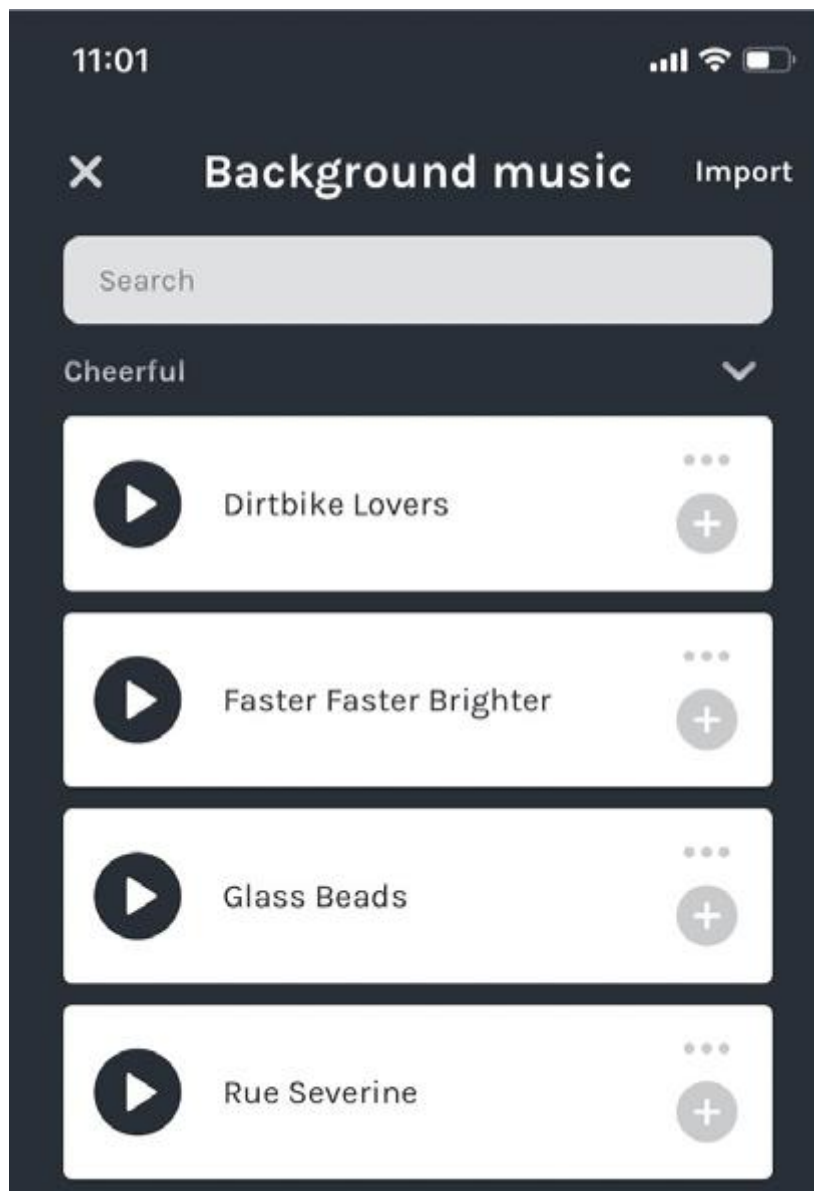 11:01
Background music Import
Search
Cheerful
Dirtbike Lovers
Faster Faster Brighter
Glass Beads
Rue Severine